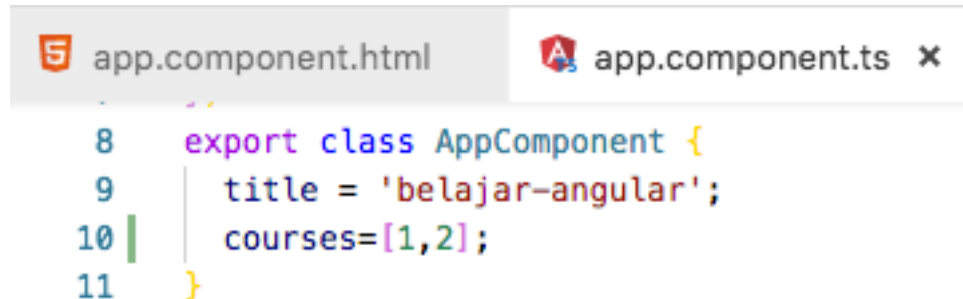 app.component.html app.component.ts ×
8 export class AppComponent {
9 title = 'belajar-angular';
10 courses=[1,2];
11 }